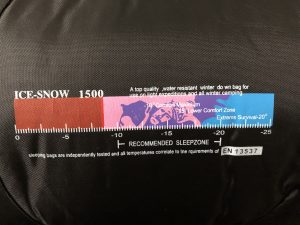 ICE-SNOW 1500
A top quality ,water resistant winter down bag for
use on light expeditions and all winter camping
Maximum
Lower Comfort Zone
Extrems Survival-20°
0 -5 -10 -15 -20 -25
RECOMMENDED SLEEPZONE
sleeping bags are independently tested and all temperatures correlate to the requirements of EN 13537